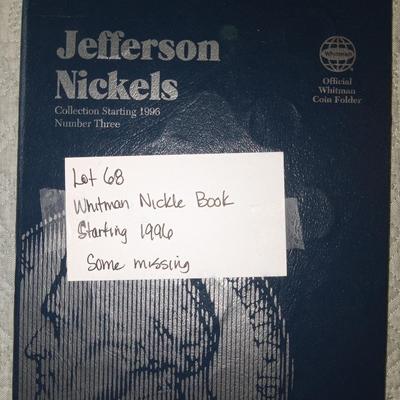 Jefferson
Nickels
Collection Starting 1996
Number Three
Whitman
Official
Whitman
Coin Folder
Lot 68
Whitman Nickle Book
Starting 1996
Some missing